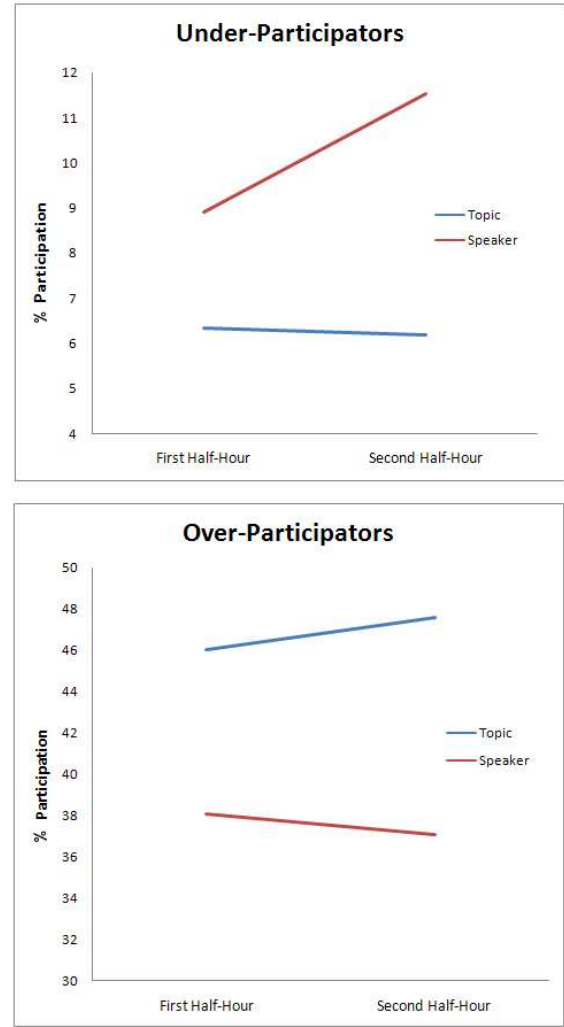 Under-Participators
12
11
10
9
8
7
6
5
4
% Participation
Topic
Speaker
First Half-Hour Second Half-Hour
Over-Participators
50
48
46
44
42
40
38
36
34
32
30
% Participation
Topic
Speaker
First Half-Hour Second Half-Hour